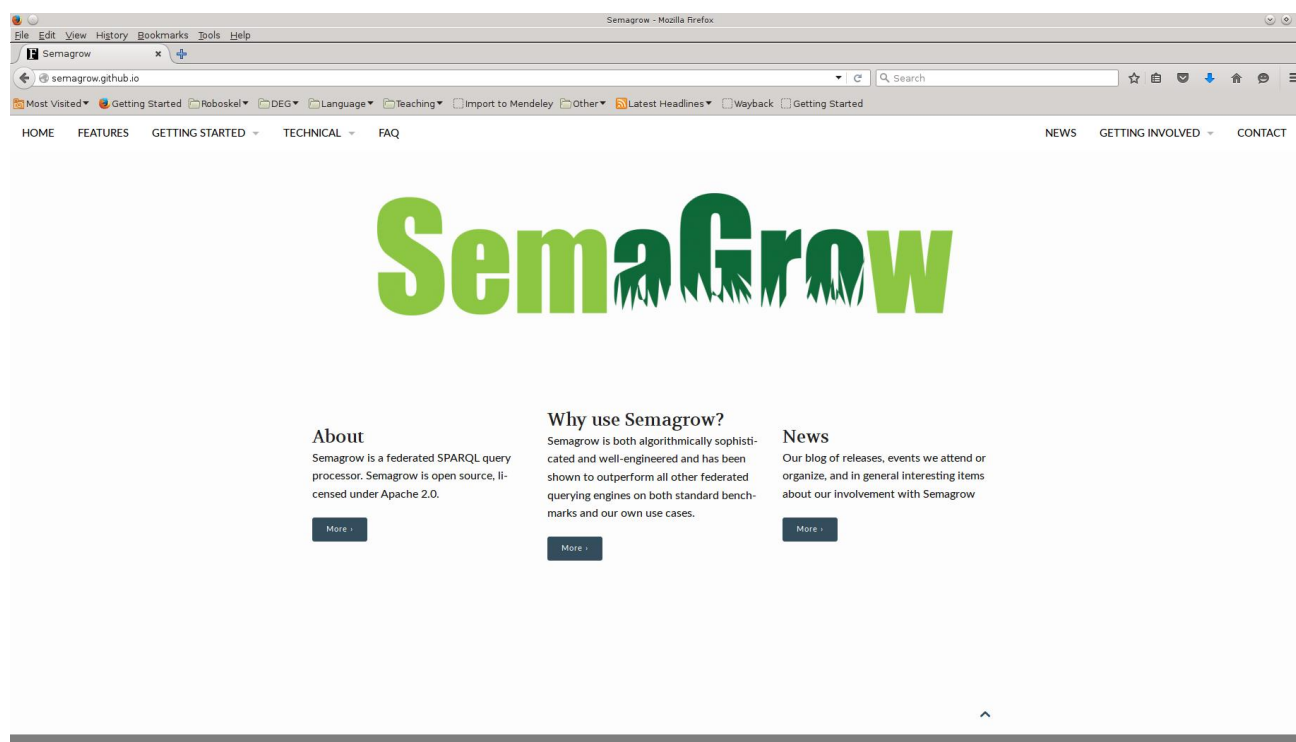 Semagrow - Mozilla Firefox
File Edit View History Bookmarks Tools Help
Semagrow
semagrow.github.io
Search
Most Visited Getting Started Roboskel DEG Language Teaching Import to Mendeley Other Latest Headlines Wayback Getting Started
HOME FEATURES GETTING STARTED TECHNICAL FAQ NEWS GETTING INVOLVED CONTACT
SemaGrow
About
Semagrow is a federated SPARQL query
processor. Semagrow is open source, li-
censed under Apache 2.0.
More ›
Why use Semagrow?
Semagrow is both algorithmically sophisti-
cated and well-engineered and has been
shown to outperform all other federated
querying engines on both standard bench-
marks and our own use cases.
More ›
News
Our blog of releases, events we attend or
organize, and in general interesting items
about our involvement with Semagrow
More ›